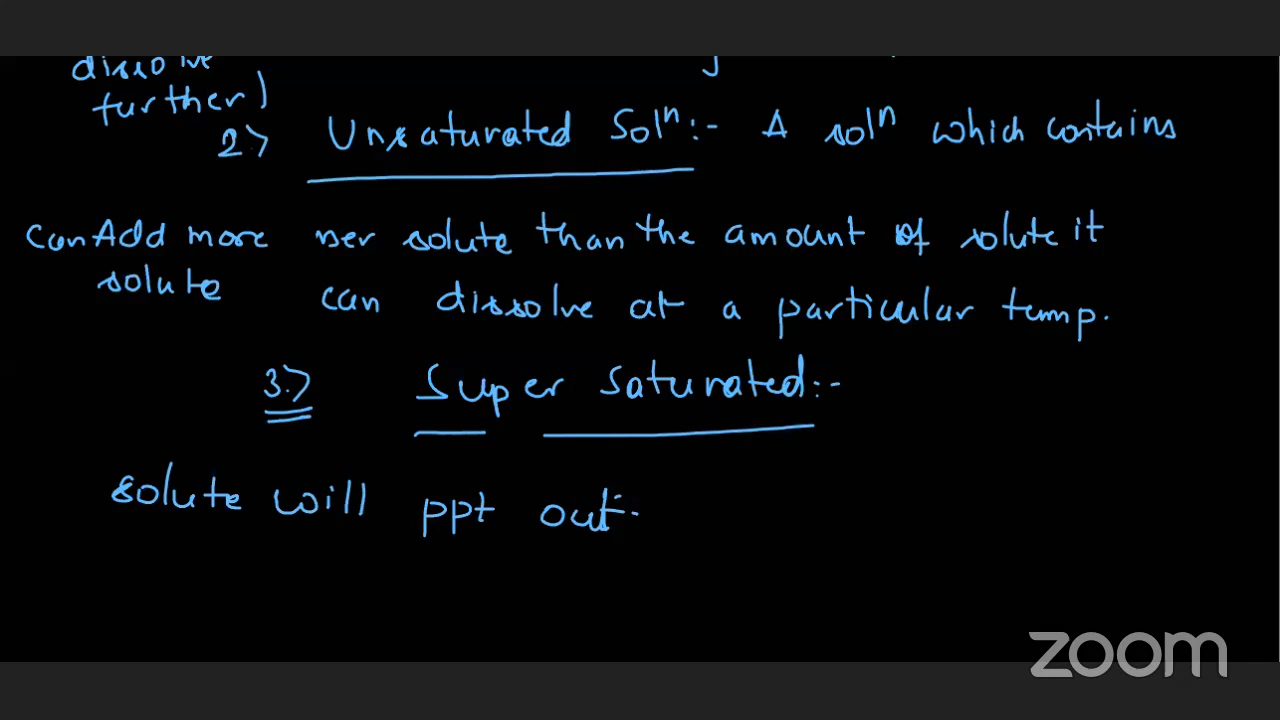 dissolve
further)
2> Unsaturated Solⁿ:- A solⁿ which contains
can Add more solute than the amount of solute it
solute can dissolve at a particular temp.
3.> Super saturated:-
solute will ppt out.
zoom